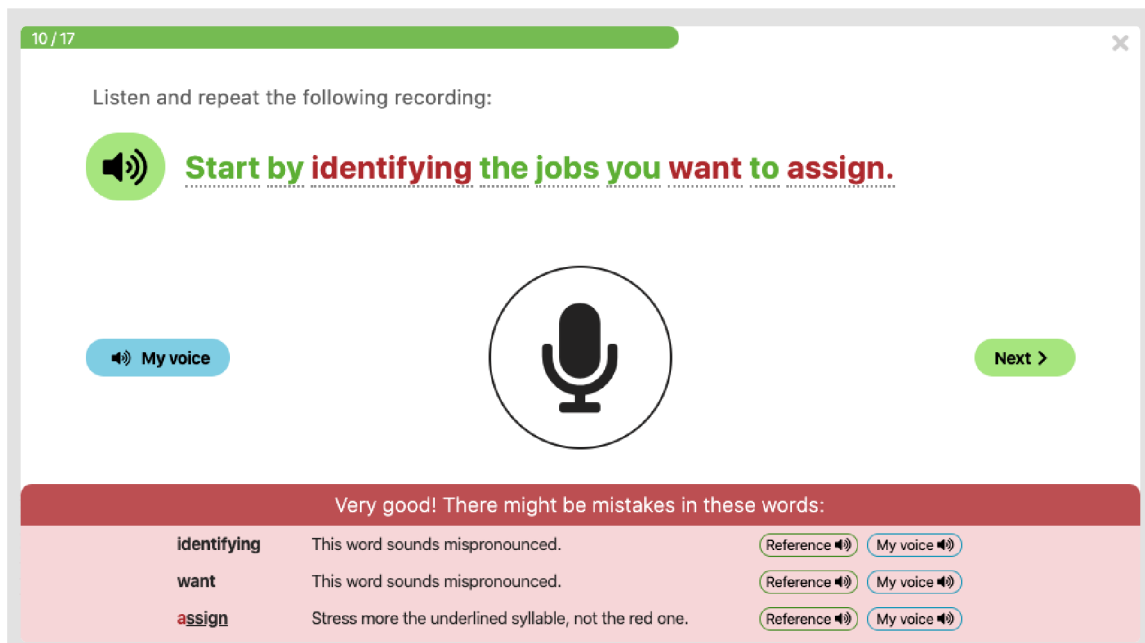 10 / 17
Listen and repeat the following recording:
Start by identifying the jobs you want to assign.
My voice
Next
Very good! There might be mistakes in these words:
identifying This word sounds mispronounced. Reference My voice
want This word sounds mispronounced. Reference My voice
assign Stress more the underlined syllable, not the red one. Reference My voice